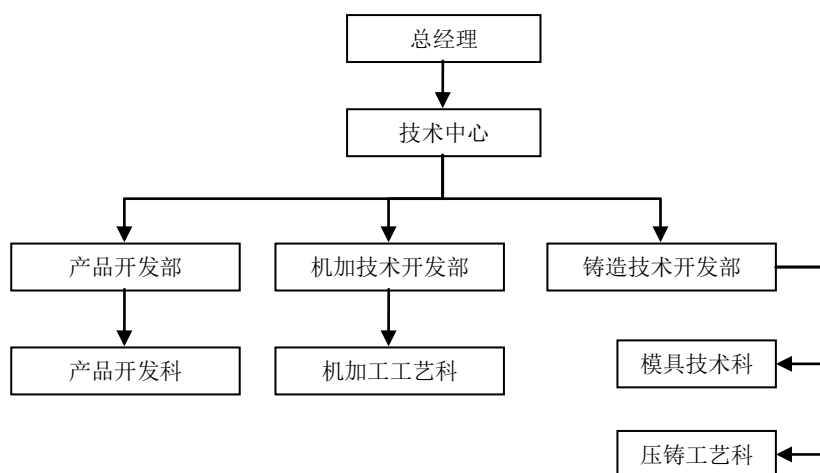 总经理
技术中心
产品开发部
机加技术开发部
铸造技术开发部
产品开发科
机加工工艺科
模具技术科
压铸工艺科